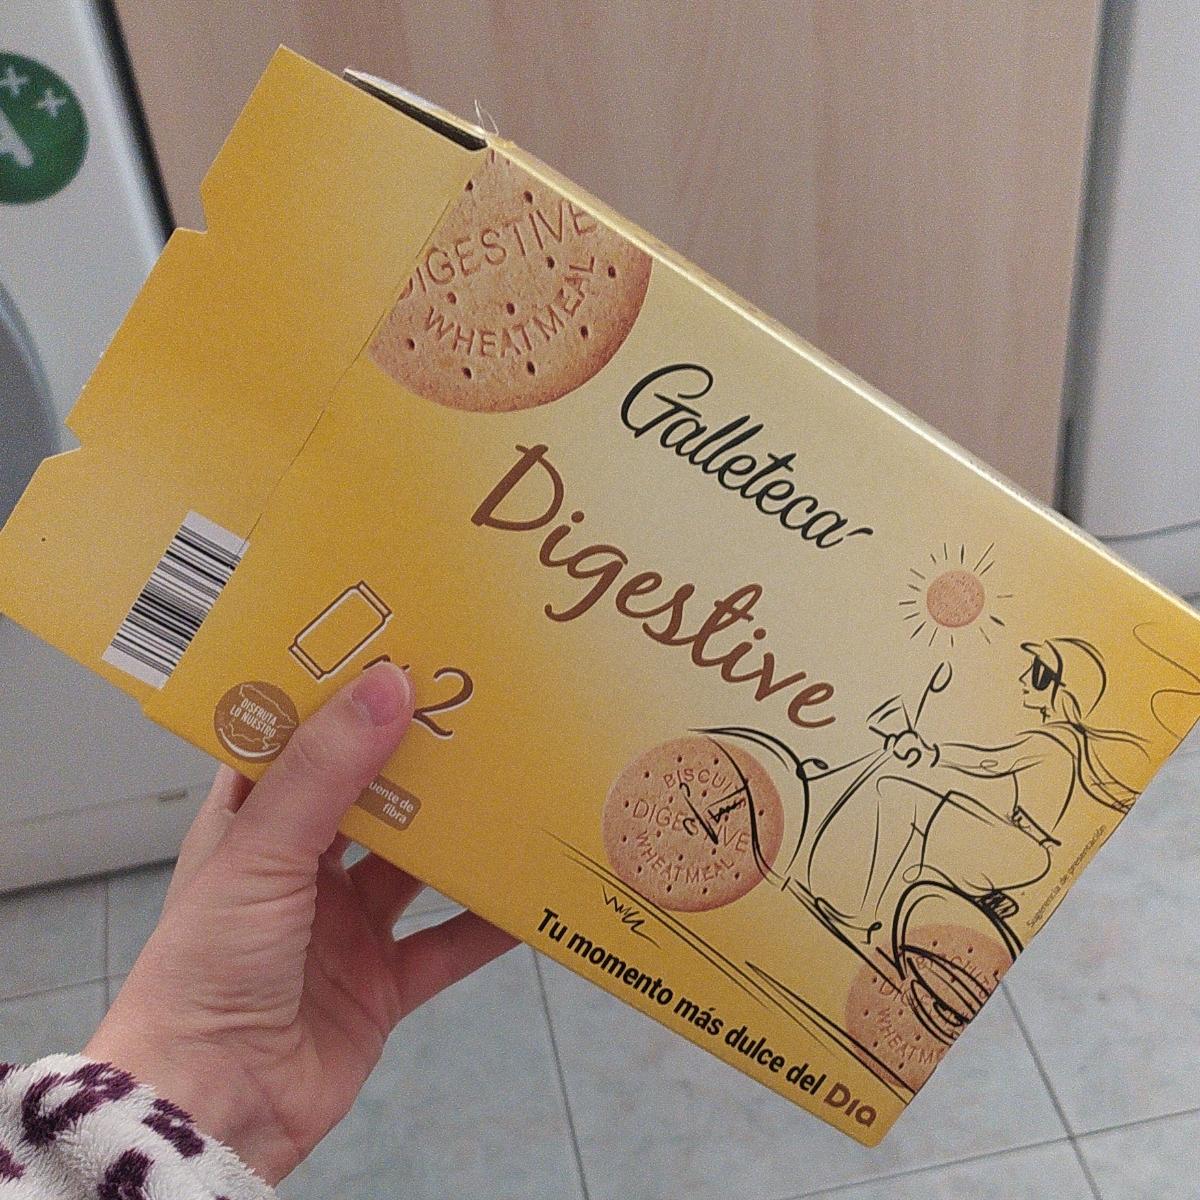 DIGESTIVE
WHEATMEAL
Galleteca
Digestive
x2
DISFRUTA
LO NUESTRO
fibra
BISCUITS
DIGESTIVE
WHEATMEAL
Sugerencia de presentación
Tu momento más dulce del Dia